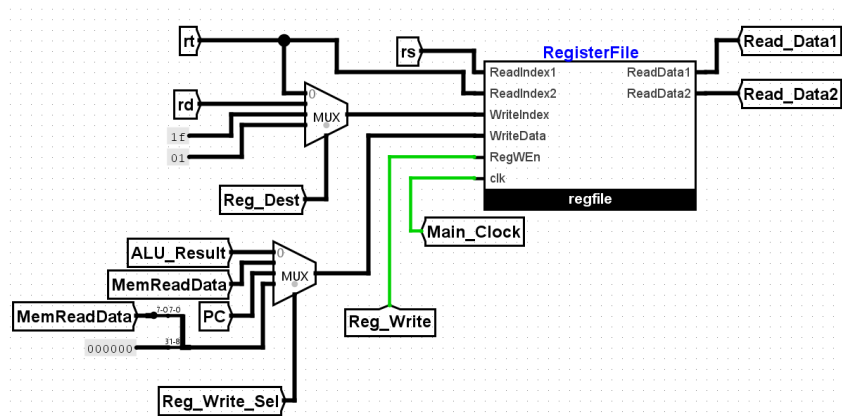 rt
rs
RegisterFile
Read_Data1
ReadIndex1 ReadData1
ReadIndex2 ReadData2
Read_Data2
rd
0
MUX
WriteIndex
1f
WriteData
01
RegWEn
clk
Reg_Dest
regfile
Main_Clock
ALU_Result
0
MUX
MemReadData
MemReadData
7-0 7-0
PC
Reg_Write
000000
31-8
Reg_Write_Sel